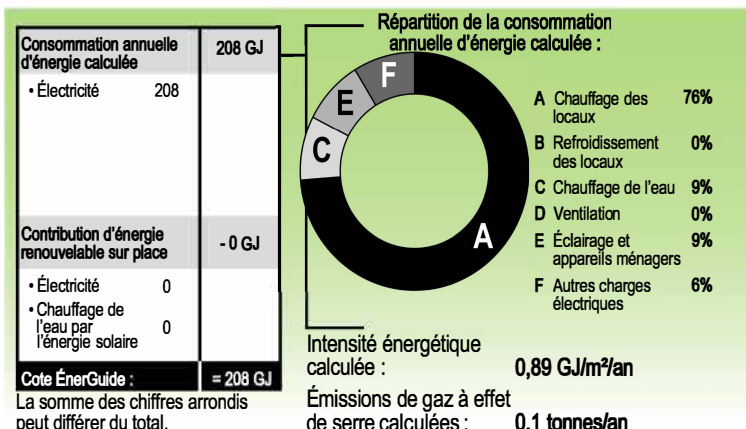 Consommation annuelle
d'énergie calculée
208 GJ
• Électricité 208
Contribution d'énergie
renouvelable sur place
- 0 GJ
• Électricité 0
• Chauffage de
l'eau par
l'énergie solaire
0
Cote ÉnerGuide : = 208 GJ
La somme des chiffres arrondis
peut différer du total.
Répartition de la consommation
annuelle d'énergie calculée :
F
E
C
A
A Chauffage des
locaux
76%
B Refroidissement
des locaux
0%
C Chauffage de l'eau 9%
D Ventilation 0%
E Éclairage et
appareils ménagers
9%
F Autres charges
électriques
6%
Intensité énergétique
calculée : 0,89 GJ/m²/an
Émissions de gaz à effet
de serre calculées : 0,1 tonnes/an